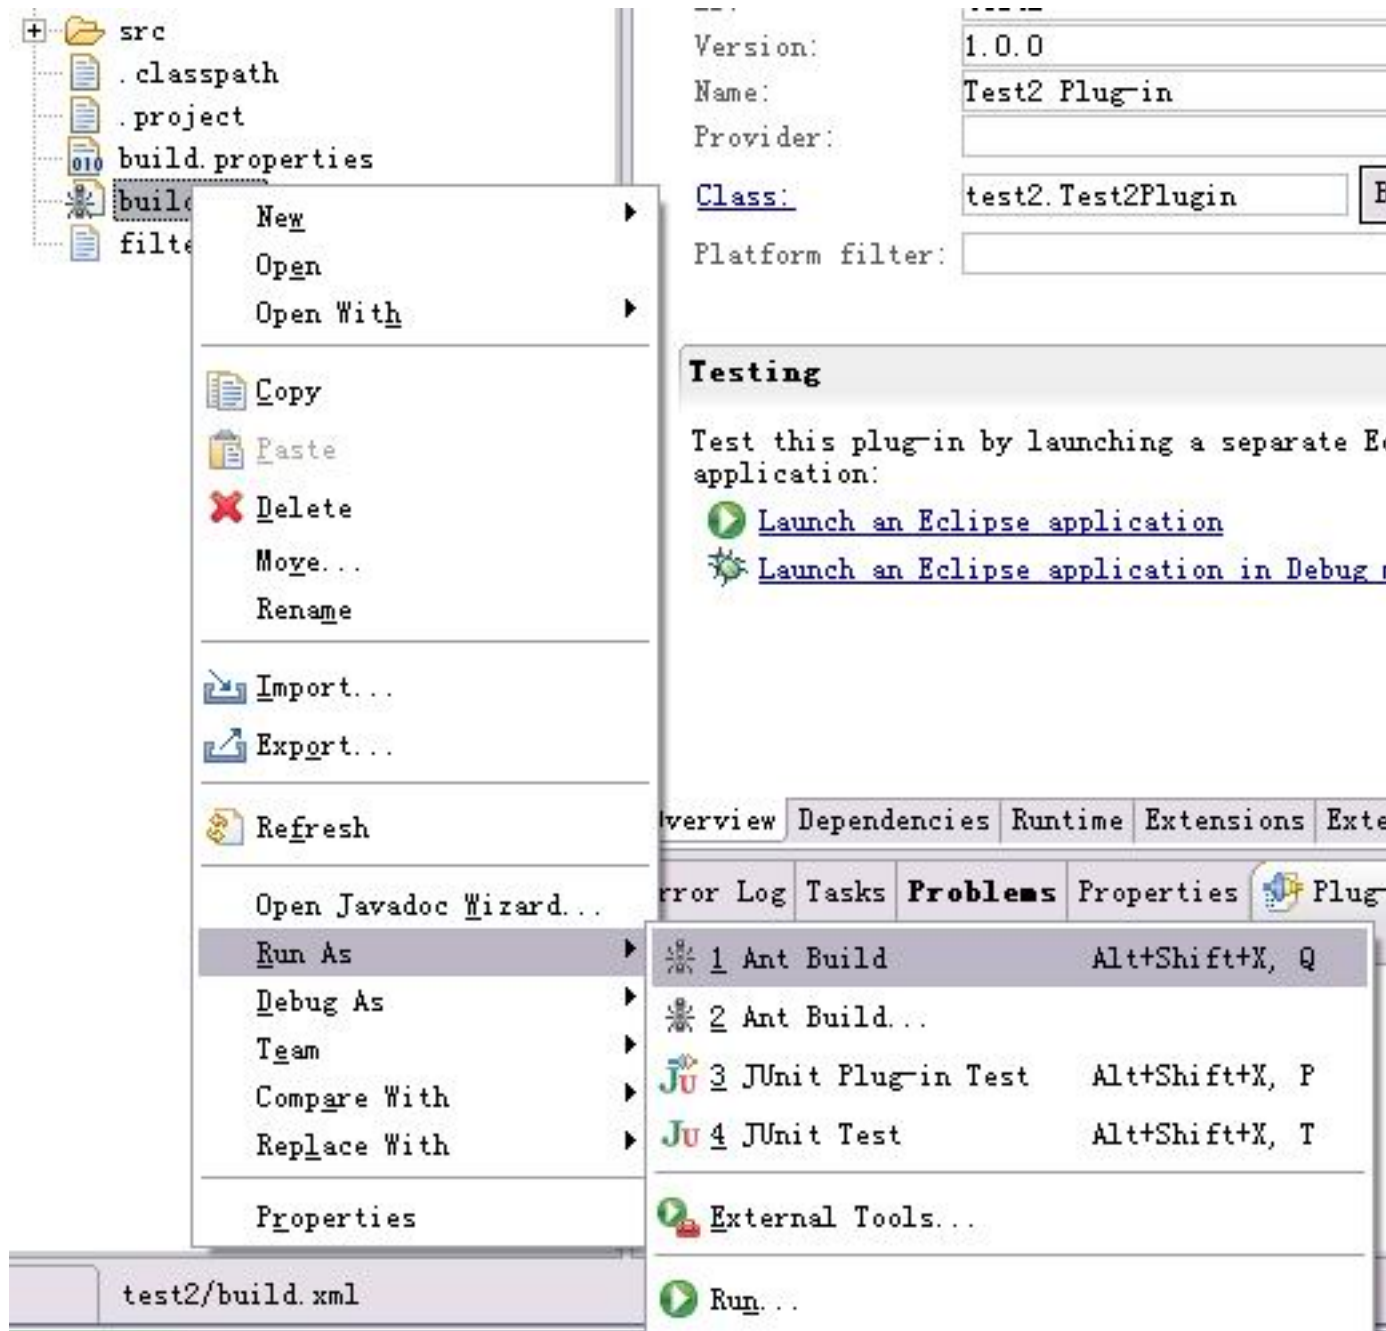 src
.classpath
.project
build.properties
filte
New
Open
Open With
Copy
Paste
Delete
Move...
Rename
Import...
Export...
Refresh
Open Javadoc Wizard...
Run As
Debug As
Team
Compare With
Replace With
Properties
test2/build.xml
Version: 1.0.0
Name: Test2 Plug-in
Provider:
Class: test2.Test2Plugin
Platform filter:
Testing
Test this plug-in by launching a separate
application:
Launch an Eclipse application
Launch an Eclipse application in Debug
verview Dependencies Runtime Extensions Exte
rror Log Tasks Problems Properties Plug-
1 Ant Build Alt+Shift+X, Q
2 Ant Build...
3 JUnit Plug-in Test Alt+Shift+X, P
4 JUnit Test Alt+Shift+X, T
External Tools...
Run...